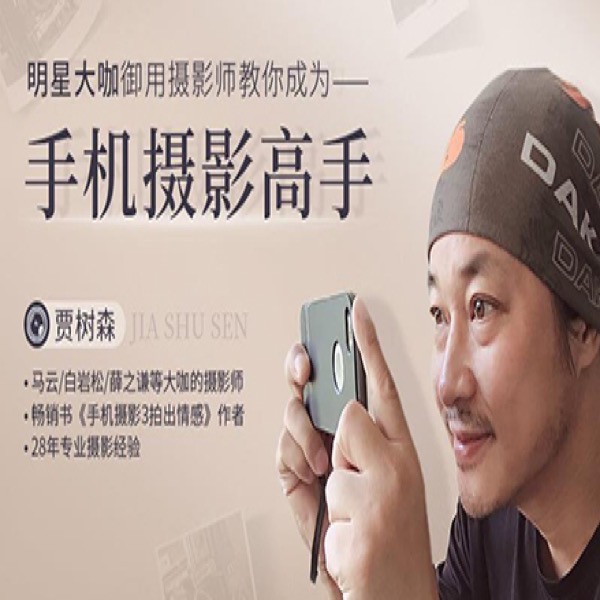 明星大咖御用摄影师教你成为——
手机摄影高手
贾树森 JIA SHU SEN
·马云/白岩松/薛之谦等大咖的摄影师
·畅销书《手机摄影3拍出情感》作者
·28年专业摄影经验
DAK